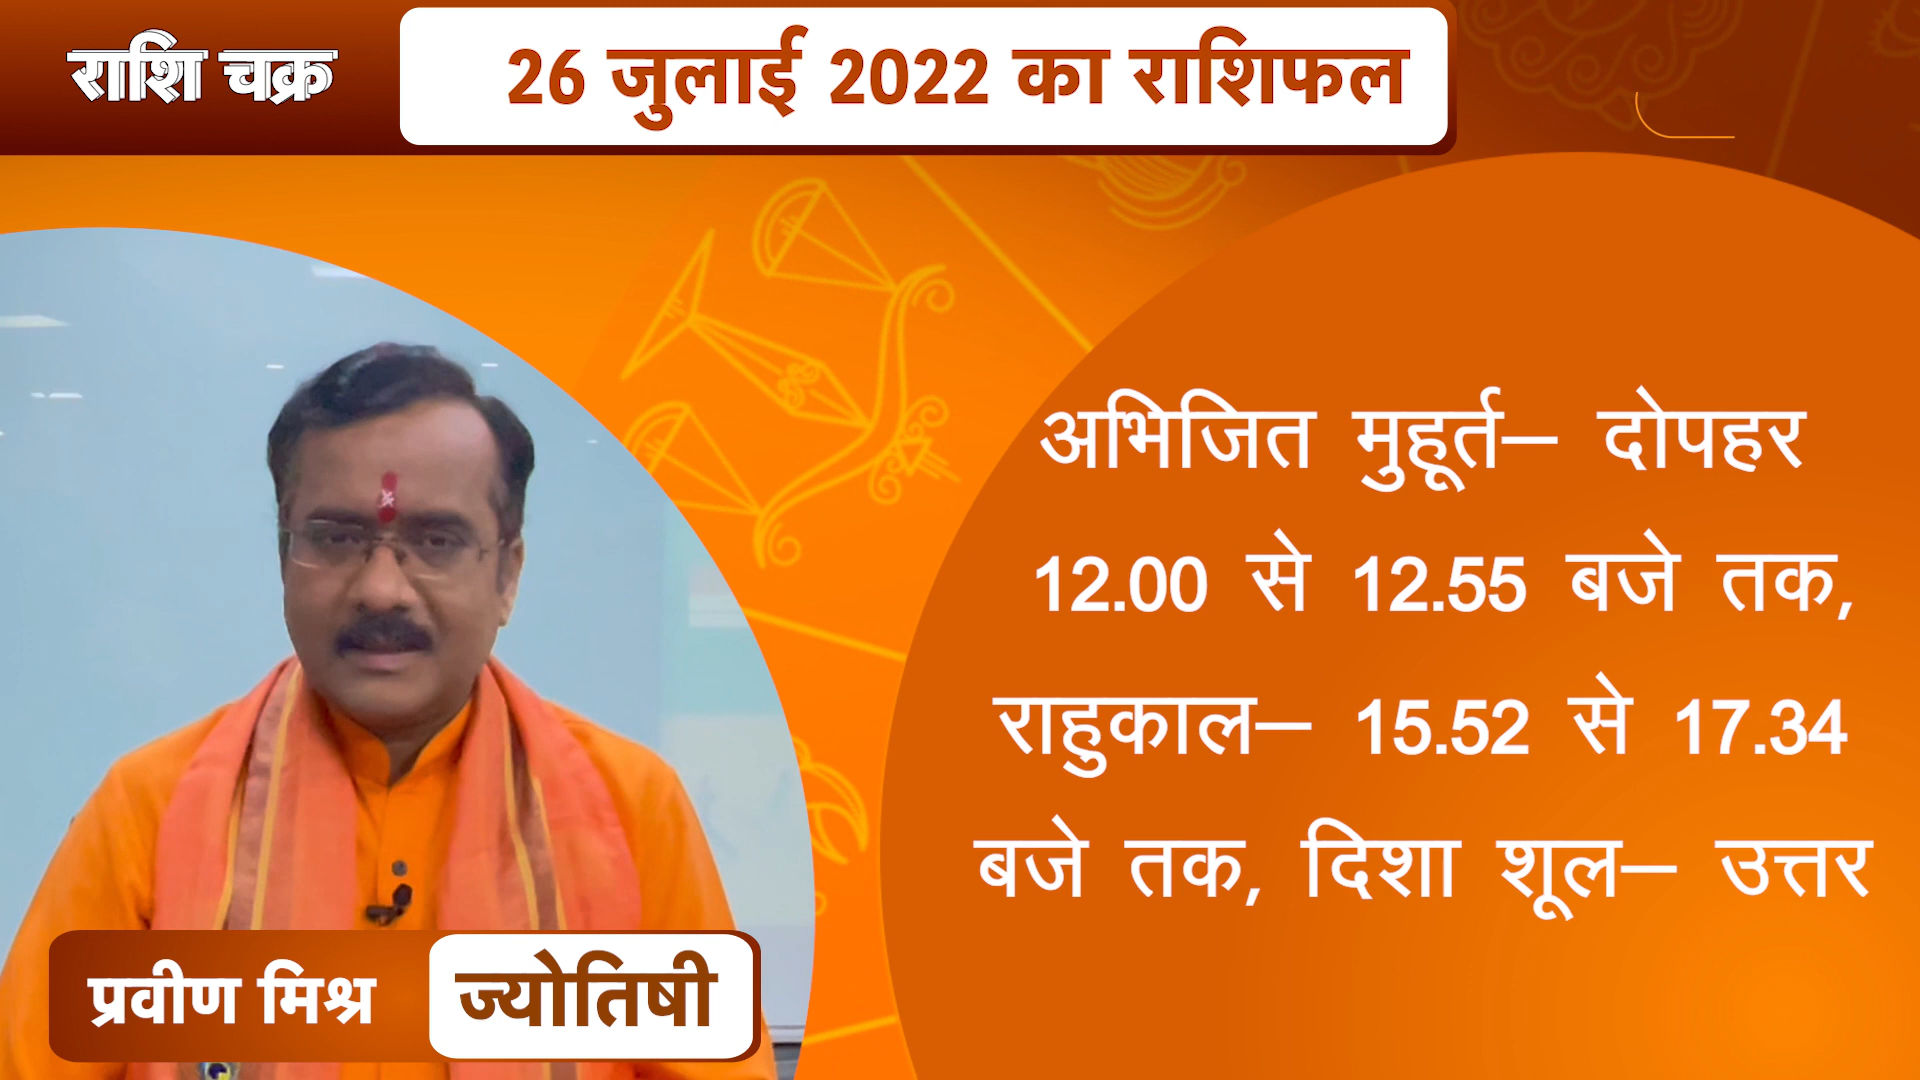 राशि चक्र
26 जुलाई 2022 का राशिफल
अभिजित मुहूर्त– दोपहर
12.00 से 12.55 बजे तक,
राहुकाल– 15.52 से 17.34
बजे तक, दिशा शूल– उत्तर
प्रवीण मिश्र
ज्योतिषी